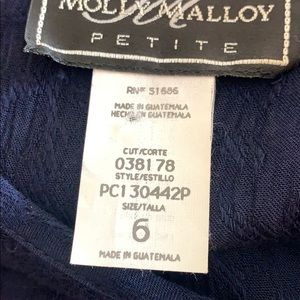 MOLLY MALLOY
PETITE
RN# 51686
MADE IN GUATEMALA
HECHO EN GUATEMALA
CUT/CORTE
038178
STYLE/ESTILLO
PC130442P
SIZE/TALLA
6
MADE IN GUATEMALA